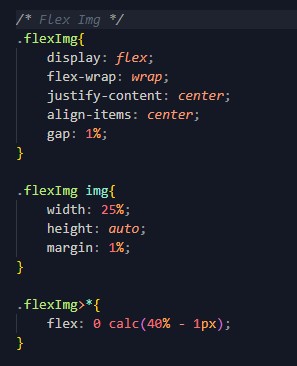 /* Flex Img */
.flexImg{
display: flex;
flex-wrap: wrap;
justify-content: center;
align-items: center;
gap: 1%;
}
.flexImg img{
width: 25%;
height: auto;
margin: 1%;
}
.flexImg>*{
flex: 0 calc(40% - 1px);
}